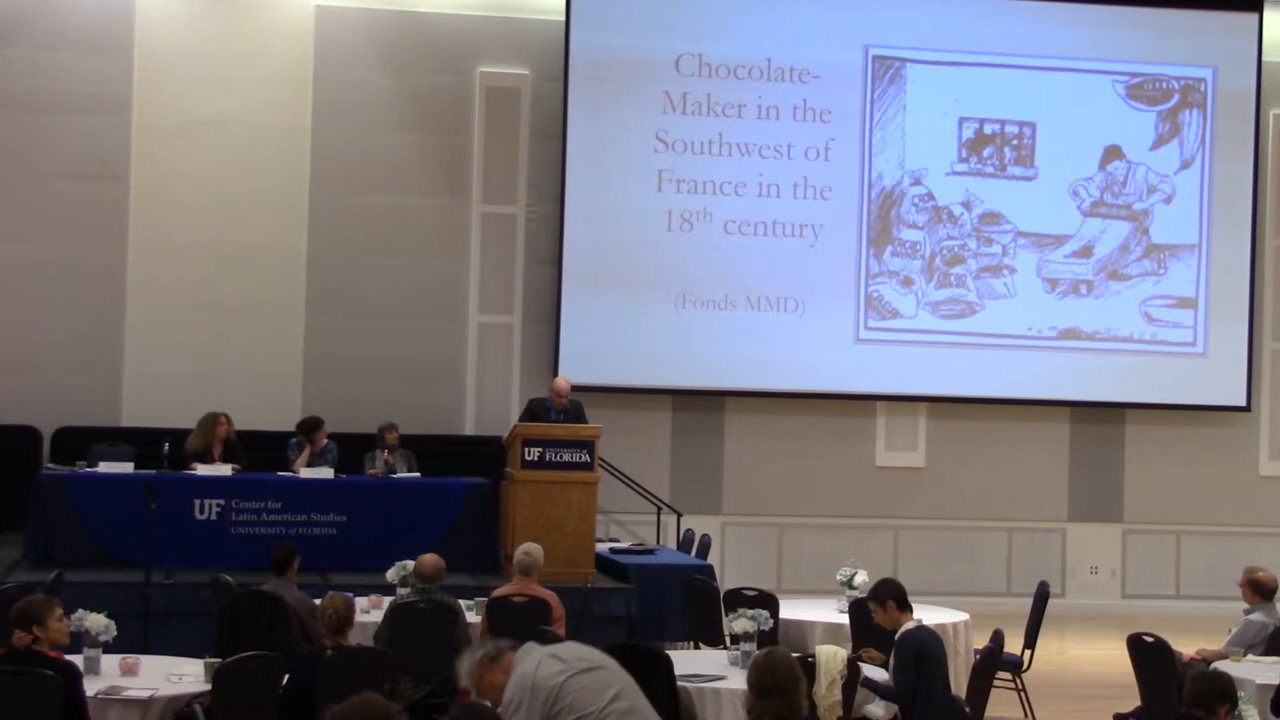 Chocolate-
Maker in the
Southwest of
France in the
18th century
(Fonds MMD)
UF UNIVERSITY of
FLORIDA
UF Center for
Latin American Studies
UNIVERSITY of FLORIDA